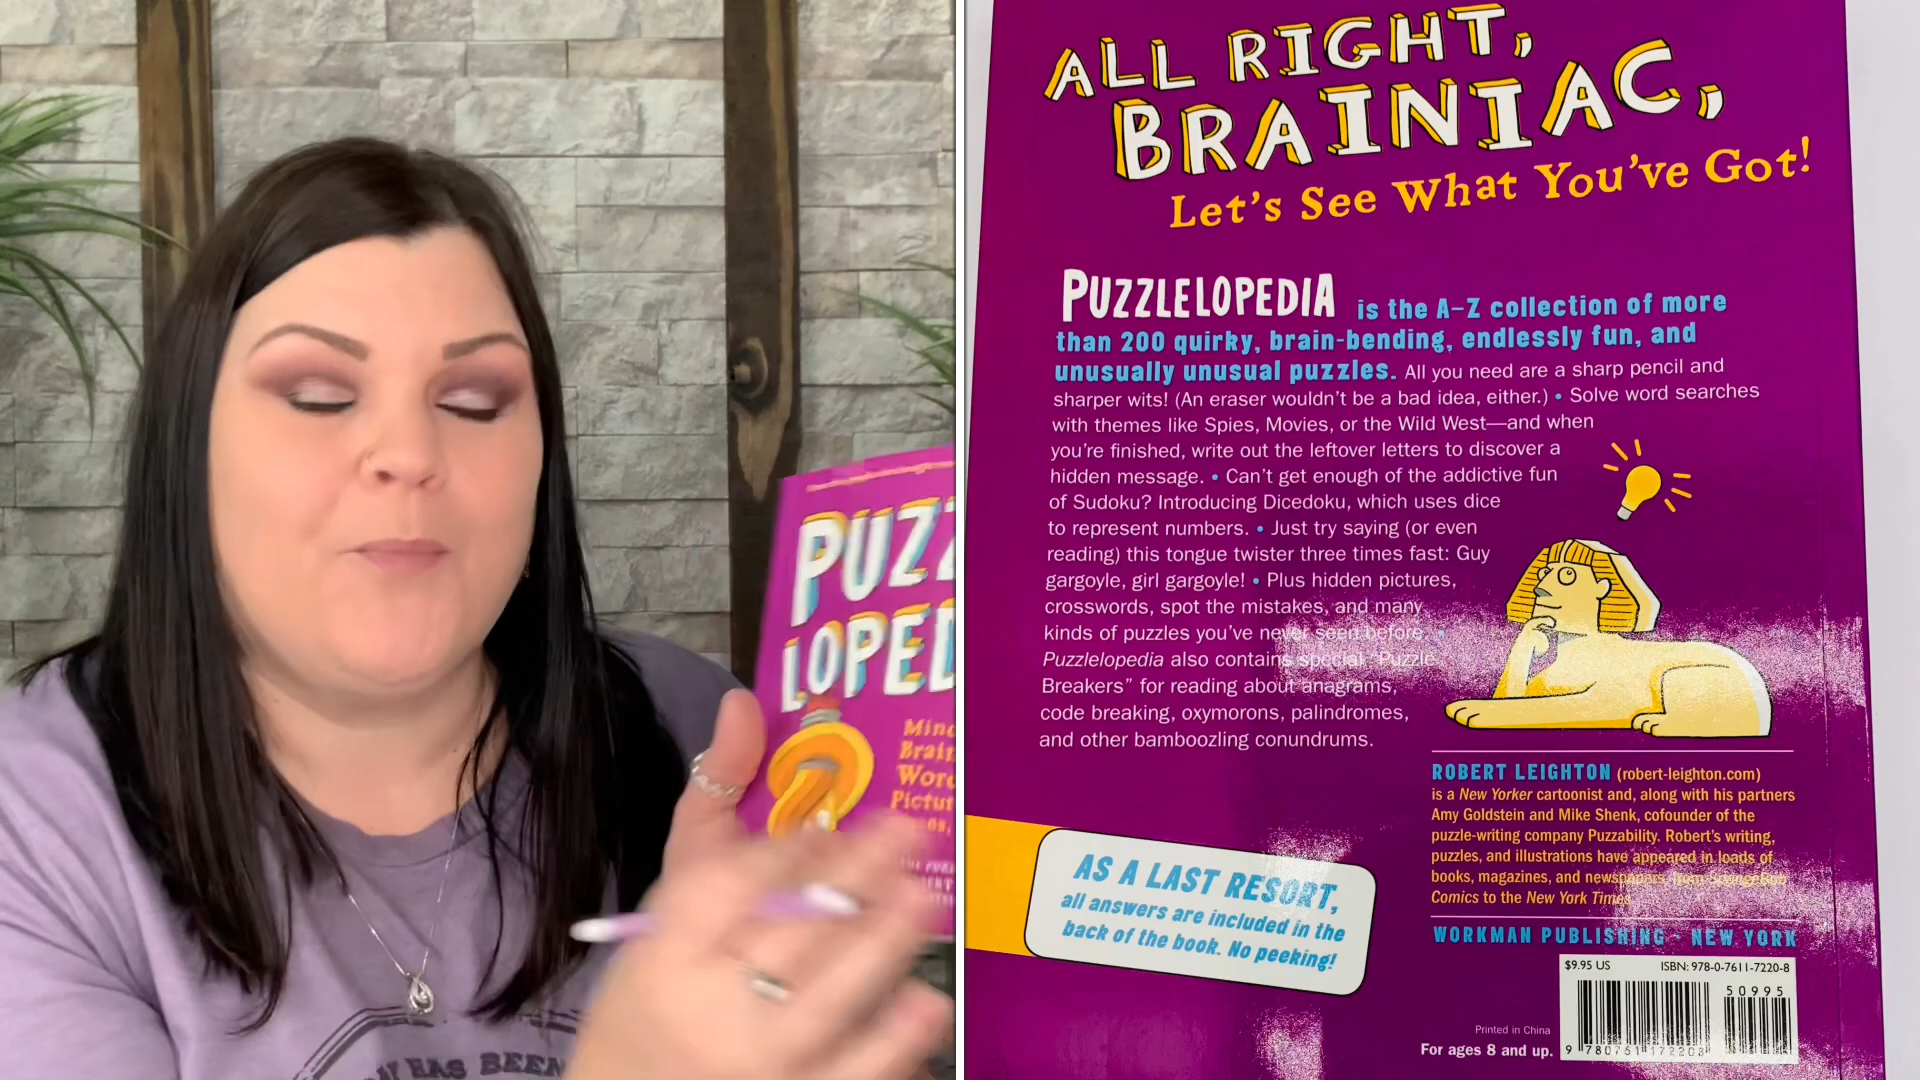 PUZZ
LOPED
Mind
Brain
Word
Pictur
HAS BEEN
ALL RIGHT,
BRAINIAC,
Let's See What You've Got!
PUZZLELOPEDIA is the A–Z collection of more
than 200 quirky, brain-bending, endlessly fun, and
unusually unusual puzzles. All you need are a sharp pencil and
sharper wits! (An eraser wouldn't be a bad idea, either.) • Solve word searches
with themes like Spies, Movies, or the Wild West—and when
you're finished, write out the leftover letters to discover a
hidden message. • Can't get enough of the addictive fun
of Sudoku? Introducing Dicedoku, which uses dice
to represent numbers. • Just try saying (or even
reading) this tongue twister three times fast: Guy
gargoyle, girl gargoyle! • Plus hidden pictures,
crosswords, spot the mistakes, and many
kinds of puzzles you've never seen before. •
Puzzlelopedia also contains special "Puzzle
Breakers" for reading about anagrams,
code breaking, oxymorons, palindromes,
and other bamboozling conundrums.
ROBERT LEIGHTON (robert-leighton.com)
is a New Yorker cartoonist and, along with his partners
Amy Goldstein and Mike Shenk, cofounder of the
puzzle-writing company Puzzability. Robert's writing,
puzzles, and illustrations have appeared in loads of
books, magazines, and newspapers from SpongeBob
Comics to the New York Times
WORKMAN PUBLISHING • NEW YORK
AS A LAST RESORT,
all answers are included in the
back of the book. No peeking!
$9.95 US ISBN: 978-0-7611-7220-8
50995
Printed in China
For ages 8 and up.
9 780761 172208